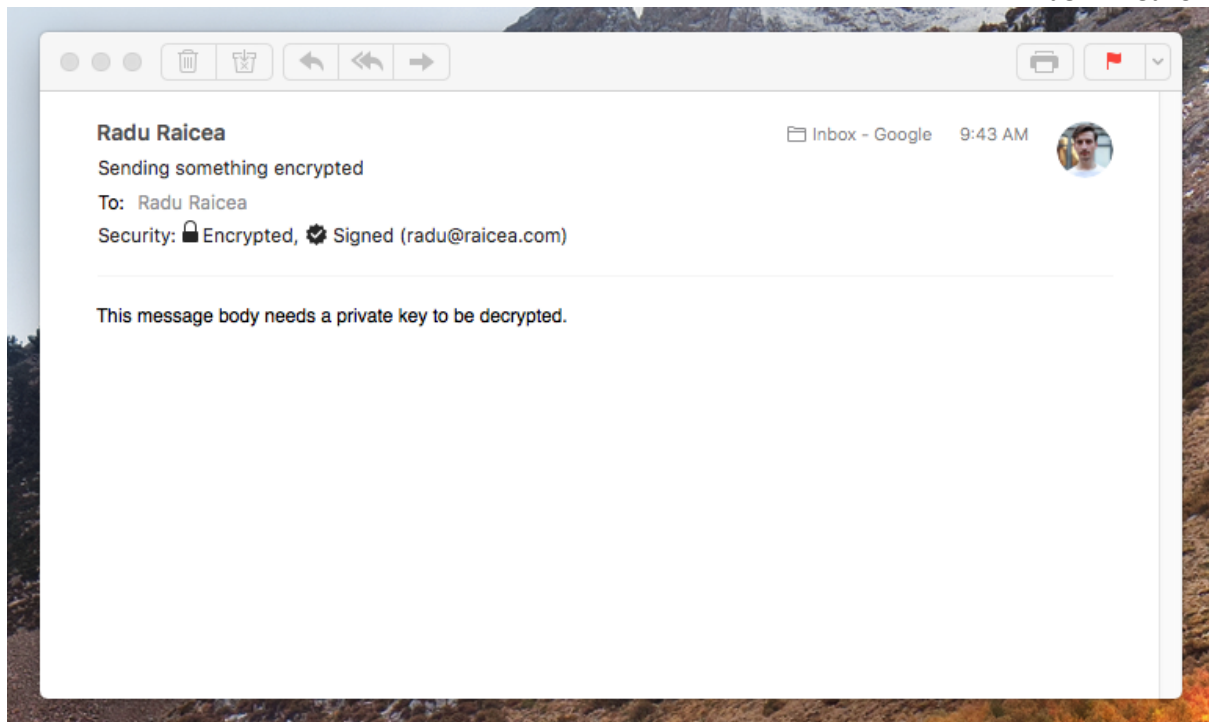 Radu Raicea
Inbox - Google 9:43 AM
Sending something encrypted
To: Radu Raicea
Security: Encrypted, Signed (radu@raicea.com)
This message body needs a private key to be decrypted.